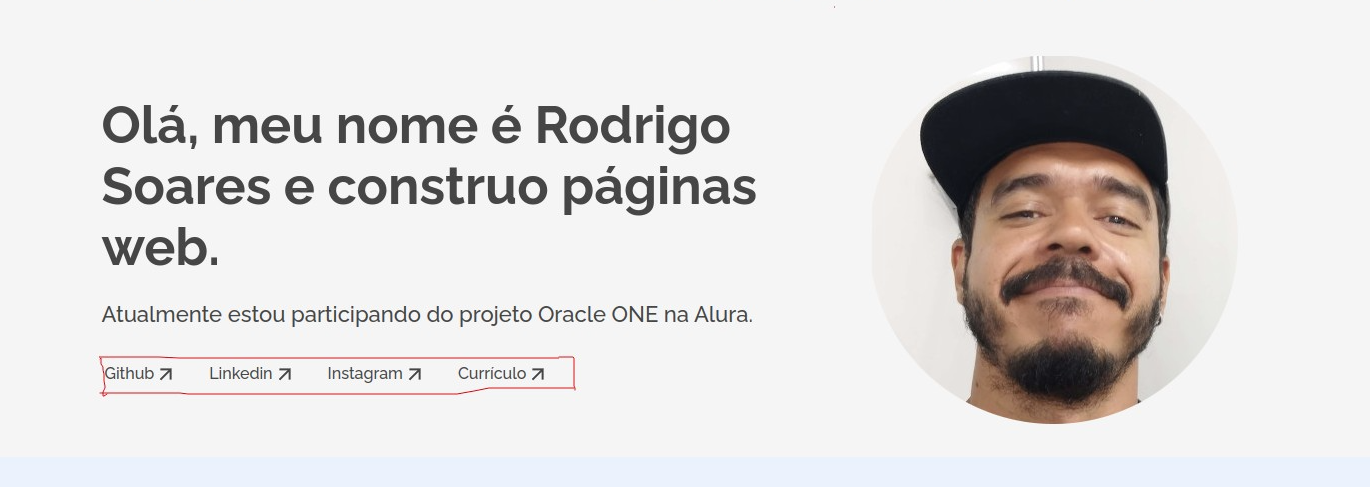 Olá, meu nome é Rodrigo
Soares e construo páginas
web.
Atualmente estou participando do projeto Oracle ONE na Alura.
Github Linkedin Instagram Currículo